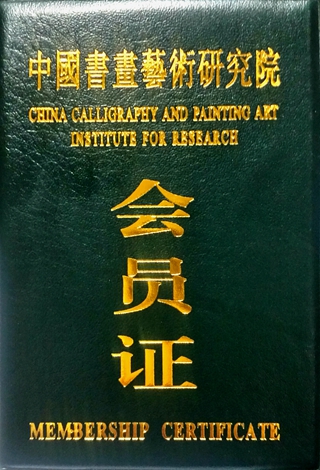 中國書畫藝術研究院
CHINA CALLIGRAPHY AND PAINTING ART
INSTITUTE FOR RESEARCH
会
员
证
MEMBERSHIP CERTIFICATE